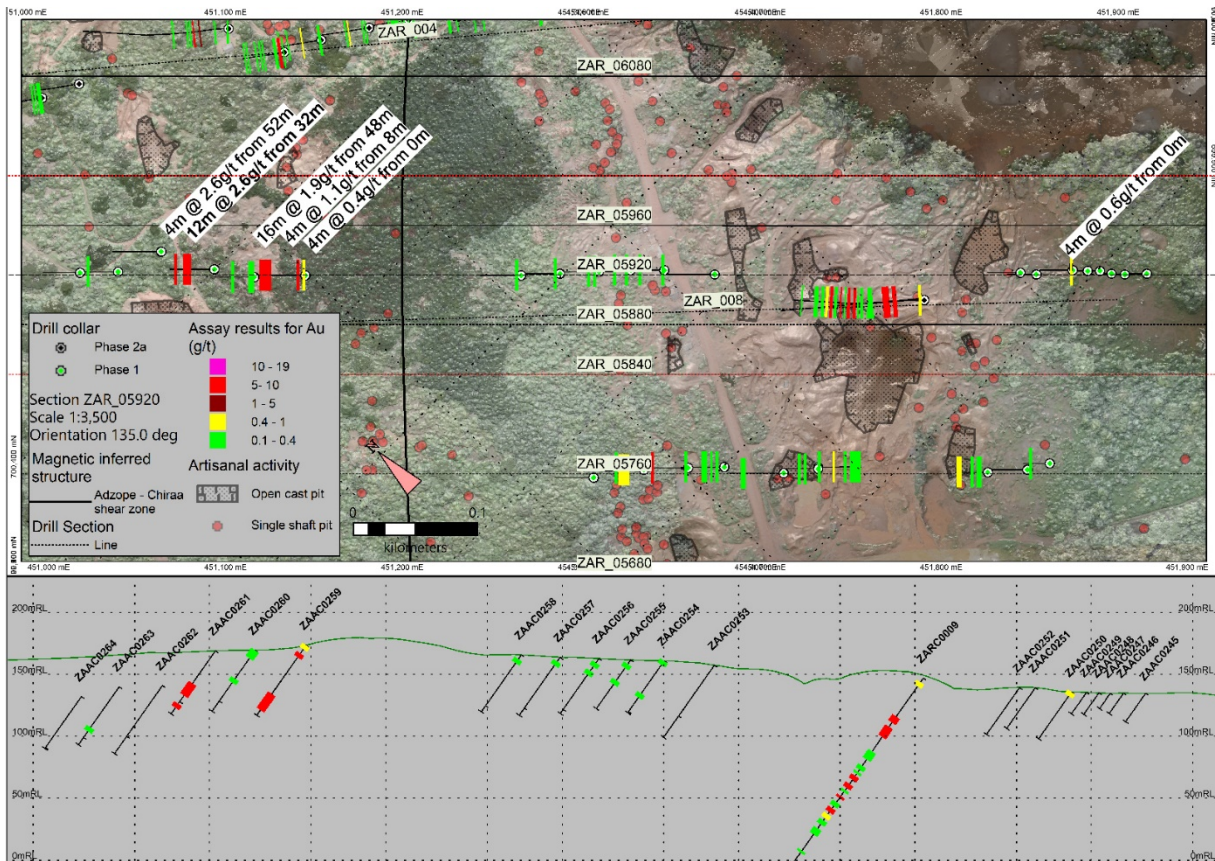 51,000 mE
451,100 mE
451,200 mE
451,800 mE
451,900 mE
ZAR_004
ZAR_06080
4m @ 2.6g/t from 52m
12m @ 2.6g/t from 32m
16m @ 1.9g/t from 48m
4m @ 1.1g/t from 8m
4m @ 0.4g/t from 0m
4m @ 0.6g/t from 0m
ZAR_05960
ZAR_05920
ZAR_008
ZAR_05880
ZAR_05840
ZAR_05760
ZAR_05680
Drill collar
Phase 2a
Phase 1
Section ZAR_05920
Scale 1:3,500
Orientation 135.0 deg
Magnetic inferred
structure
Adzope - Chiraa
shear zone
Drill Section
Line
Assay results for Au
(g/t)
10 - 19
5- 10
1 - 5
0.4 - 1
0.1 - 0.4
Artisanal activity
Open cast pit
Single shaft pit
700,400 mN
0 0.1
kilometers
451,000 mE
451,100 mE
451,200 mE
451,800 mE
451,900 mE
200mRL
150mRL
100mRL
50mRL
0mRL
ZAAC0264
ZAAC0263
ZAAC0262
ZAAC0261
ZAAC0260
ZAAC0259
ZAAC0258
ZAAC0257
ZAAC0256
ZAAC0255
ZAAC0254
ZAAC0253
ZARC0009
ZAAC0252
ZAAC0251
ZAAC0250
ZAAC0249
ZAAC0248
ZAAC0247
ZAAC0246
ZAAC0245
200mRL
150mRL
100mRL
50mRL
0mRL